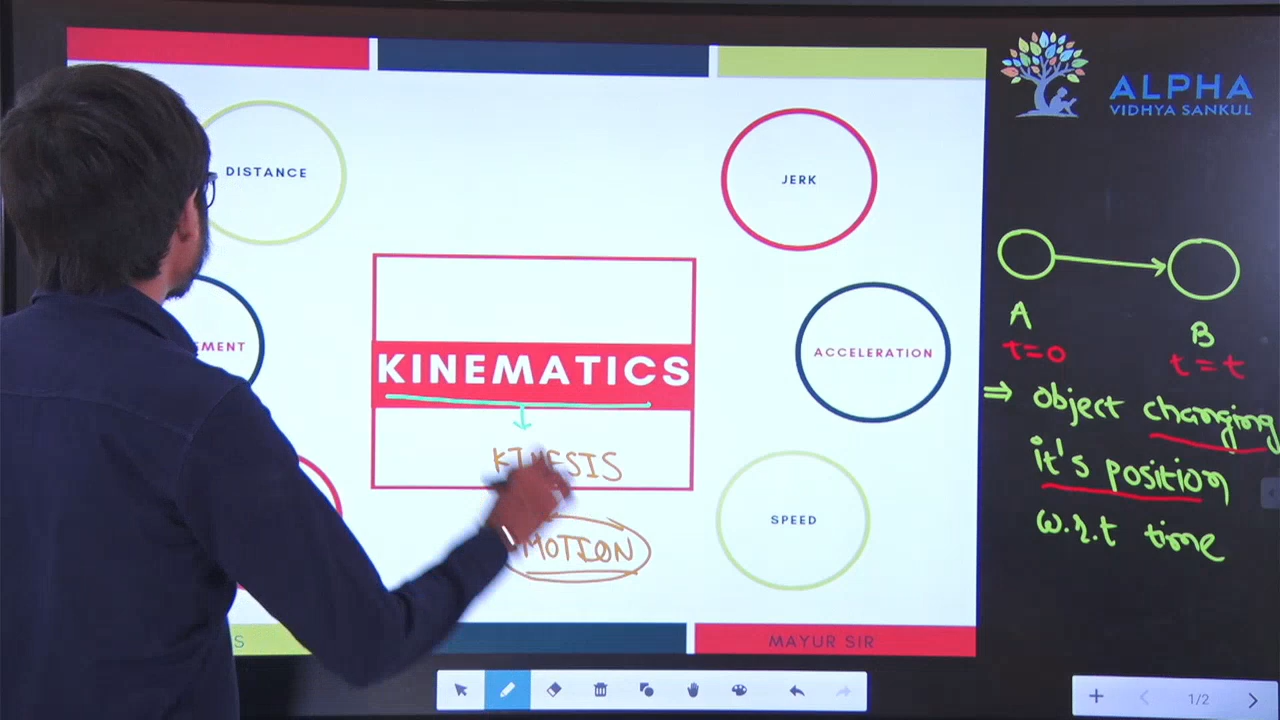 ALPHA
VIDHYA SANKUL
DISTANCE
JERK
EMENT
KINEMATICS
ACCELERATION
KINESIS
MOTION
SPEED
A
B
t=0
t=t
⇒ object changing
it's position
w.r.t time
S
MAYUR SIR
1/2